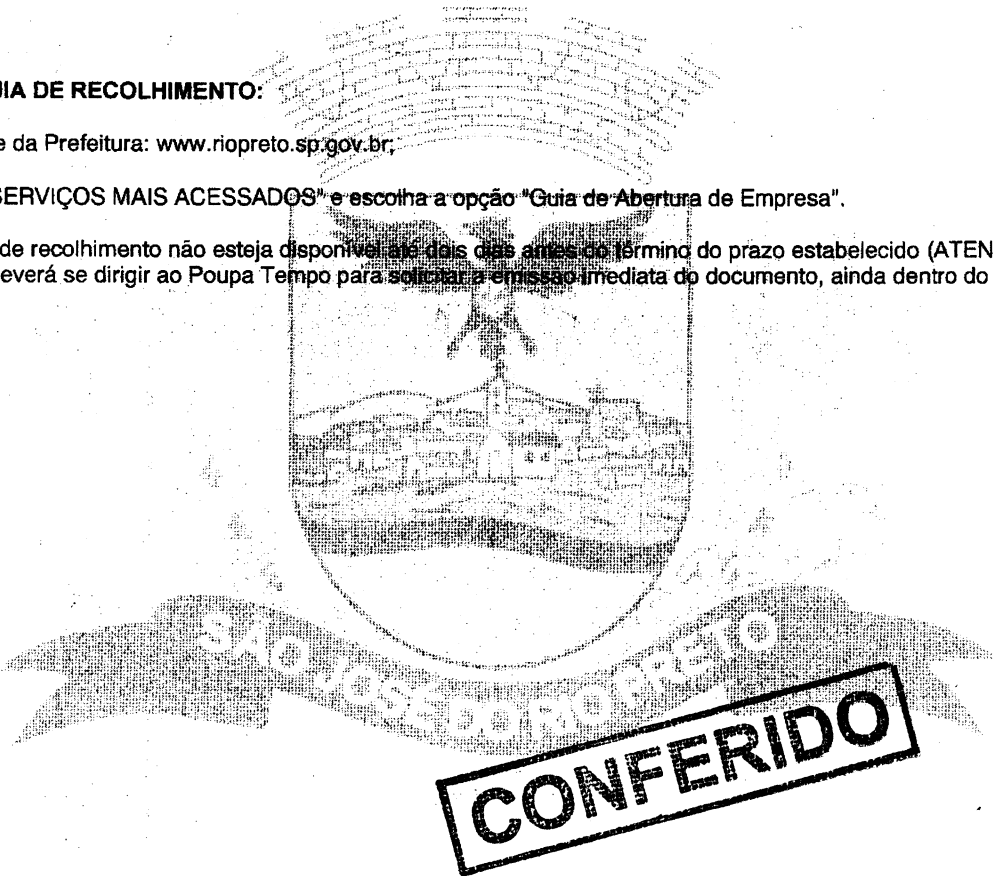 UIA DE RECOLHIMENTO:
e da Prefeitura: www.riopreto.sp.gov.br;
SERVIÇOS MAIS ACESSADOS" e escolha a opção "Guia de Abertura de Empresa".
de recolhimento não esteja disponível até dois dias antes do término do prazo estabelecido (ATEN
everá se dirigir ao Poupa Tempo para solicitar a emissão imediata do documento, ainda dentro do
SÃO JOSÉ DO RIO PRETO
CONFERIDO